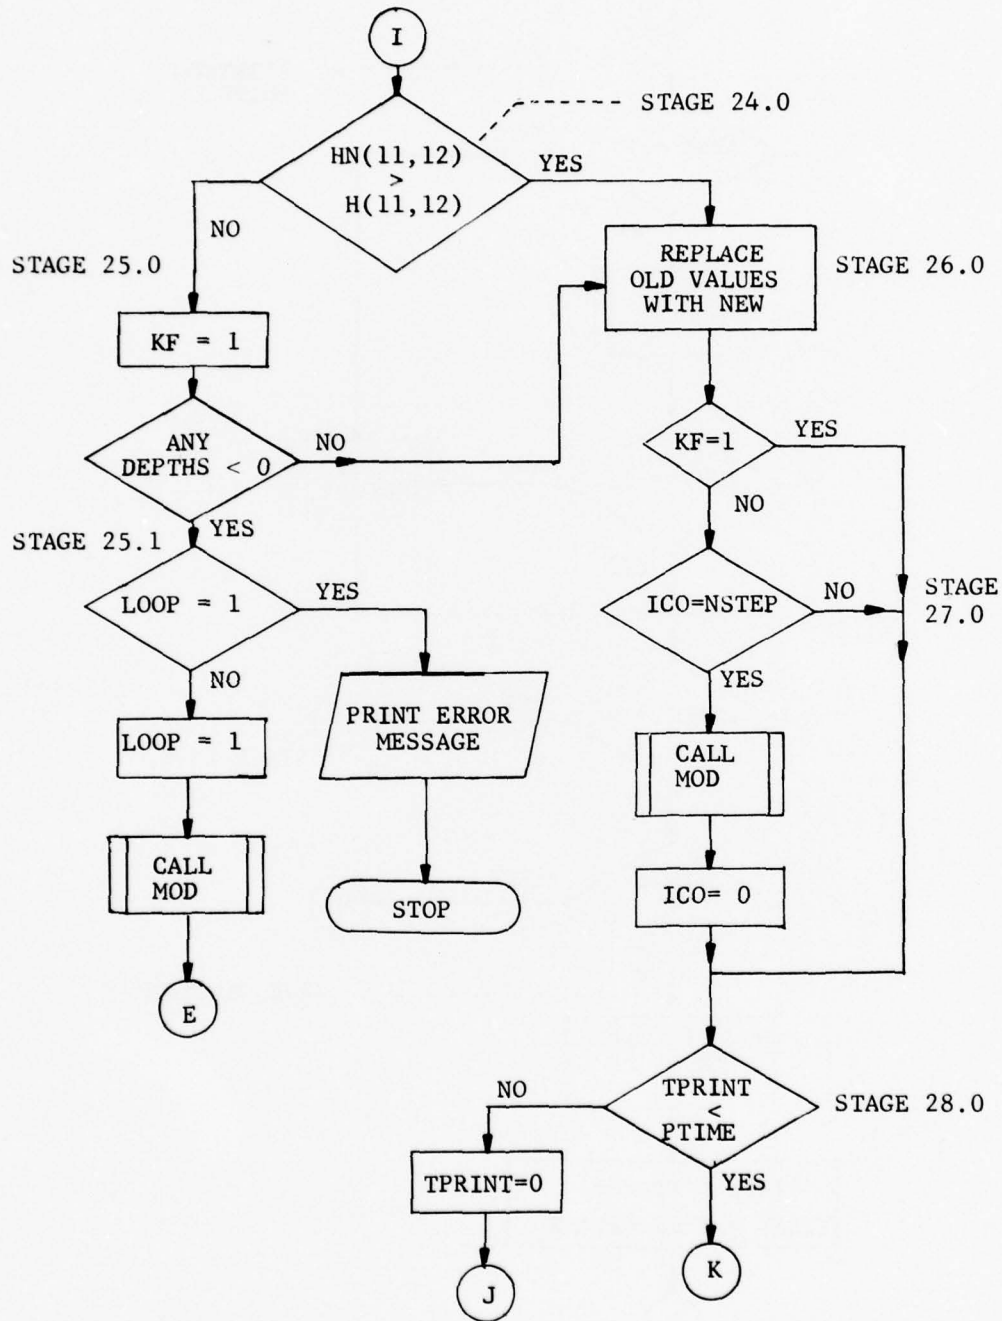 I
STAGE 24.0
HN(11,12)
>
H(11,12)
YES
NO
STAGE 25.0
REPLACE
OLD VALUES
WITH NEW
STAGE 26.0
KF = 1
ANY
DEPTHS < 0
NO
KF=1
YES
NO
YES
STAGE 25.1
LOOP = 1
YES
ICO=NSTEP
NO
STAGE
27.0
NO
YES
LOOP = 1
PRINT ERROR
MESSAGE
CALL
MOD
CALL
MOD
STOP
ICO= 0
E
TPRINT
<
PTIME
NO
STAGE 28.0
YES
TPRINT=0
J
K